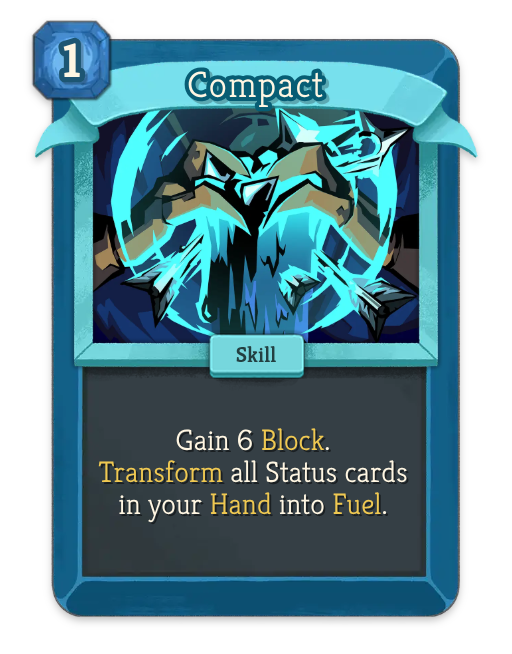 1
Compact
Skill
Gain 6 Block.
Transform all Status cards
in your Hand into Fuel.